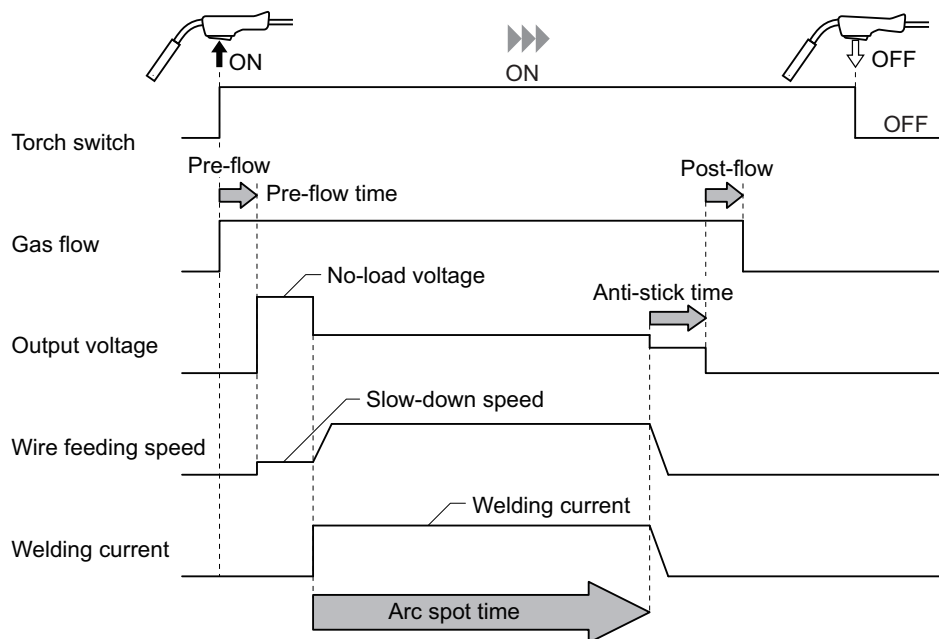 ON
ON
OFF
OFF
Torch switch
Pre-flow
Pre-flow time
Post-flow
Gas flow
No-load voltage
Anti-stick time
Output voltage
Slow-down speed
Wire feeding speed
Welding current
Welding current
Arc spot time